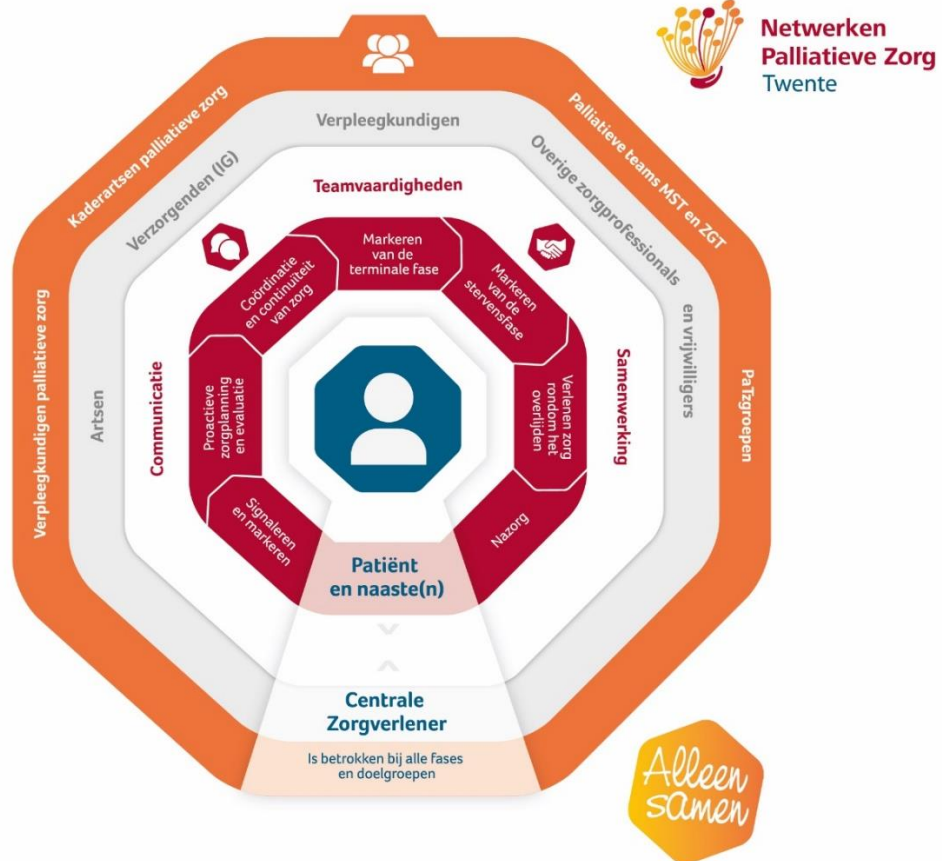 Netwerken
Palliatieve Zorg
Twente
Kaderartsen palliatieve zorg
Palliatieve teams MST en ZGT
Verpleegkundigen palliatieve zorg
PaTzgroepen
Verpleegkundigen
Verzorgenden (IG)
Overige zorgprofessionals
en vrijwilligers
Artsen
Teamvaardigheden
Communicatie
Samenwerking
Signaleren
en markeren
Proactieve
zorgplanning
en evaluatie
Coördinatie
en continuïteit
van zorg
Markeren
van de
terminale fase
Markeren
van de
stervensfase
Verlenen zorg
rondom het
overlijden
Nazorg
Patiënt
en naaste(n)
Centrale
Zorgverlener
Is betrokken bij alle fases
en doelgroepen
Alleen
samen